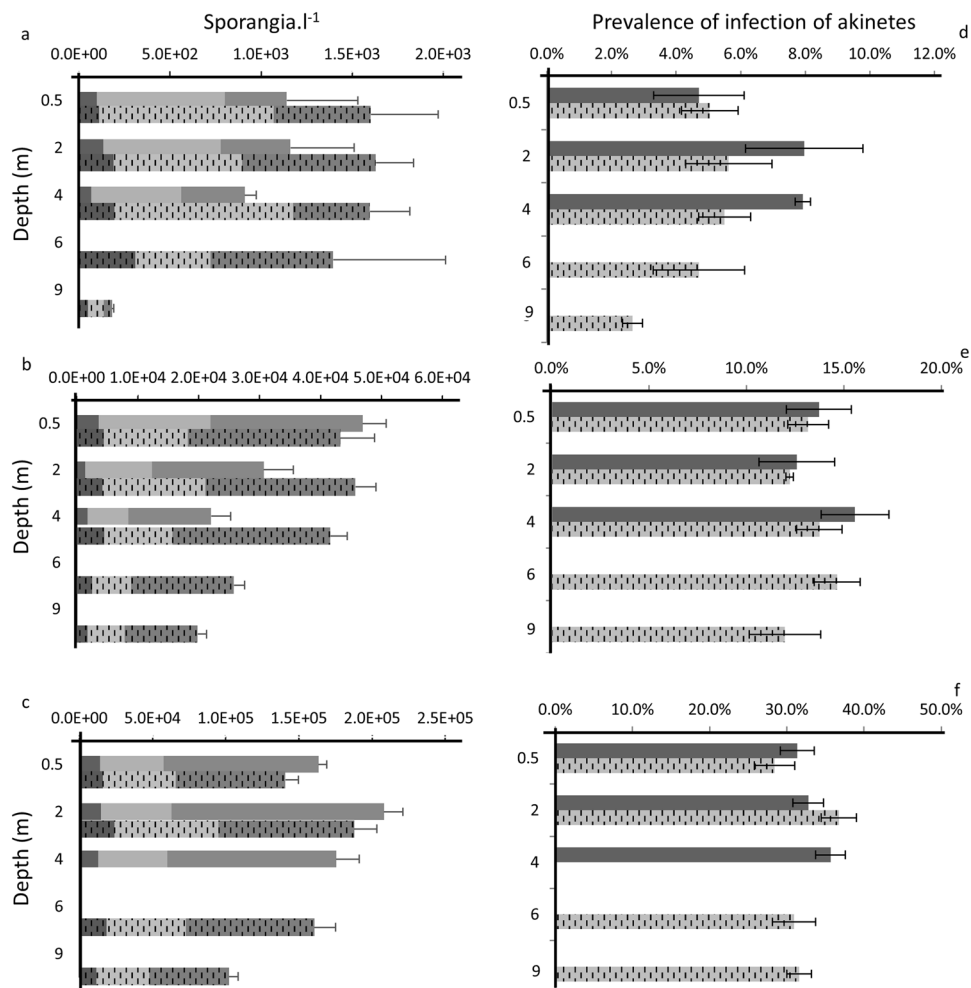 Sporangia.l-1
Prevalence of infection of akinetes
a
0.0E+00 5.0E+02 1.0E+03 1.5E+03 2.0E+03
Depth (m)
0.5
2
4
6
9
d
0.0% 2.0% 4.0% 6.0% 8.0% 10.0% 12.0%
0.5
2
4
6
9
b
0.0E+00 1.0E+04 2.0E+04 3.0E+04 4.0E+04 5.0E+04 6.0E+04
0.5
2
4
6
9
e
0.0% 5.0% 10.0% 15.0% 20.0%
0.5
2
4
6
9
c
0.0E+00 5.0E+04 1.0E+05 1.5E+05 2.0E+05 2.5E+05
Depth (m)
0.5
2
4
6
9
f
0.0% 10.0% 20.0% 30.0% 40.0% 50.0%
0.5
2
4
6
9